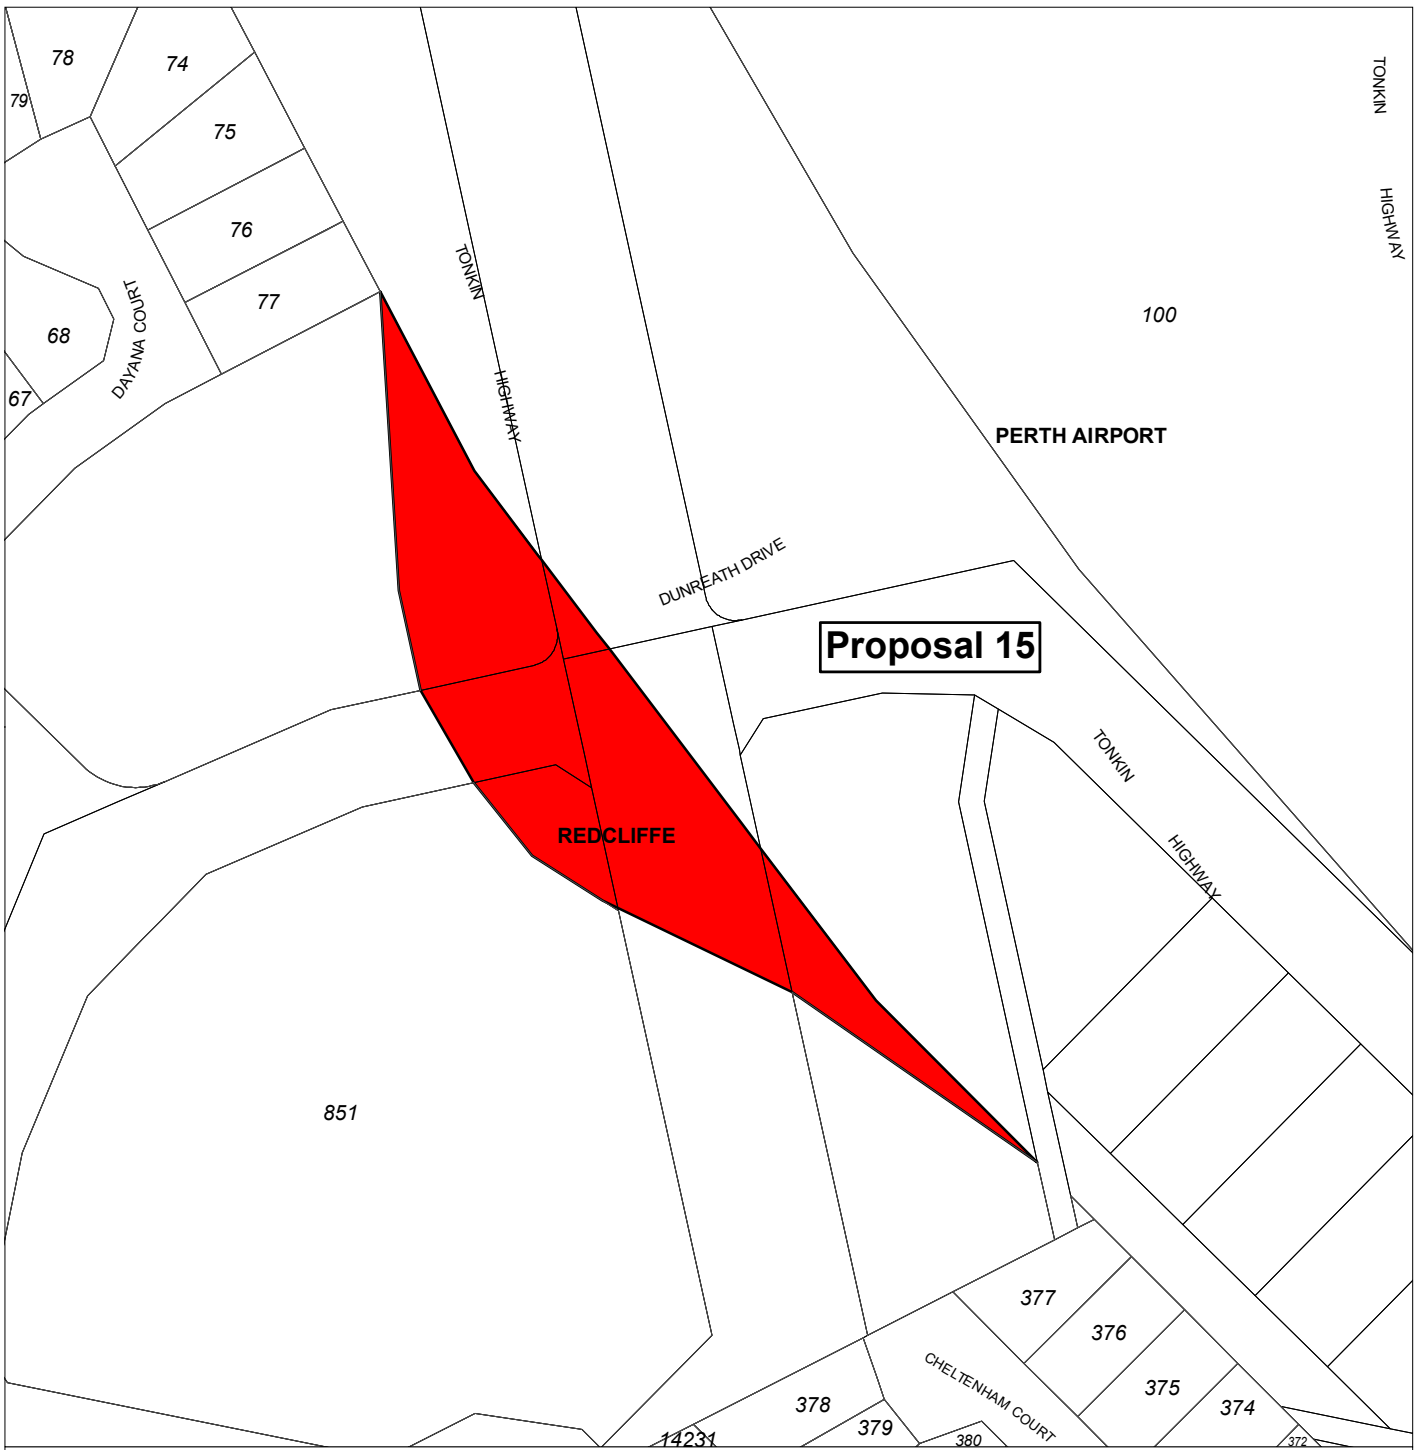 78
74
TONKIN
79
75
HIGHWAY
76
TONKIN
77
DAYANA COURT
68
100
67
HIGHWAY
PERTH AIRPORT
DUNREATH DRIVE
Proposal 15
TONKIN
REDCLIFFE
HIGHWAY
851
377
376
CHELTENHAM COURT
375
378
374
379
14231
380
372